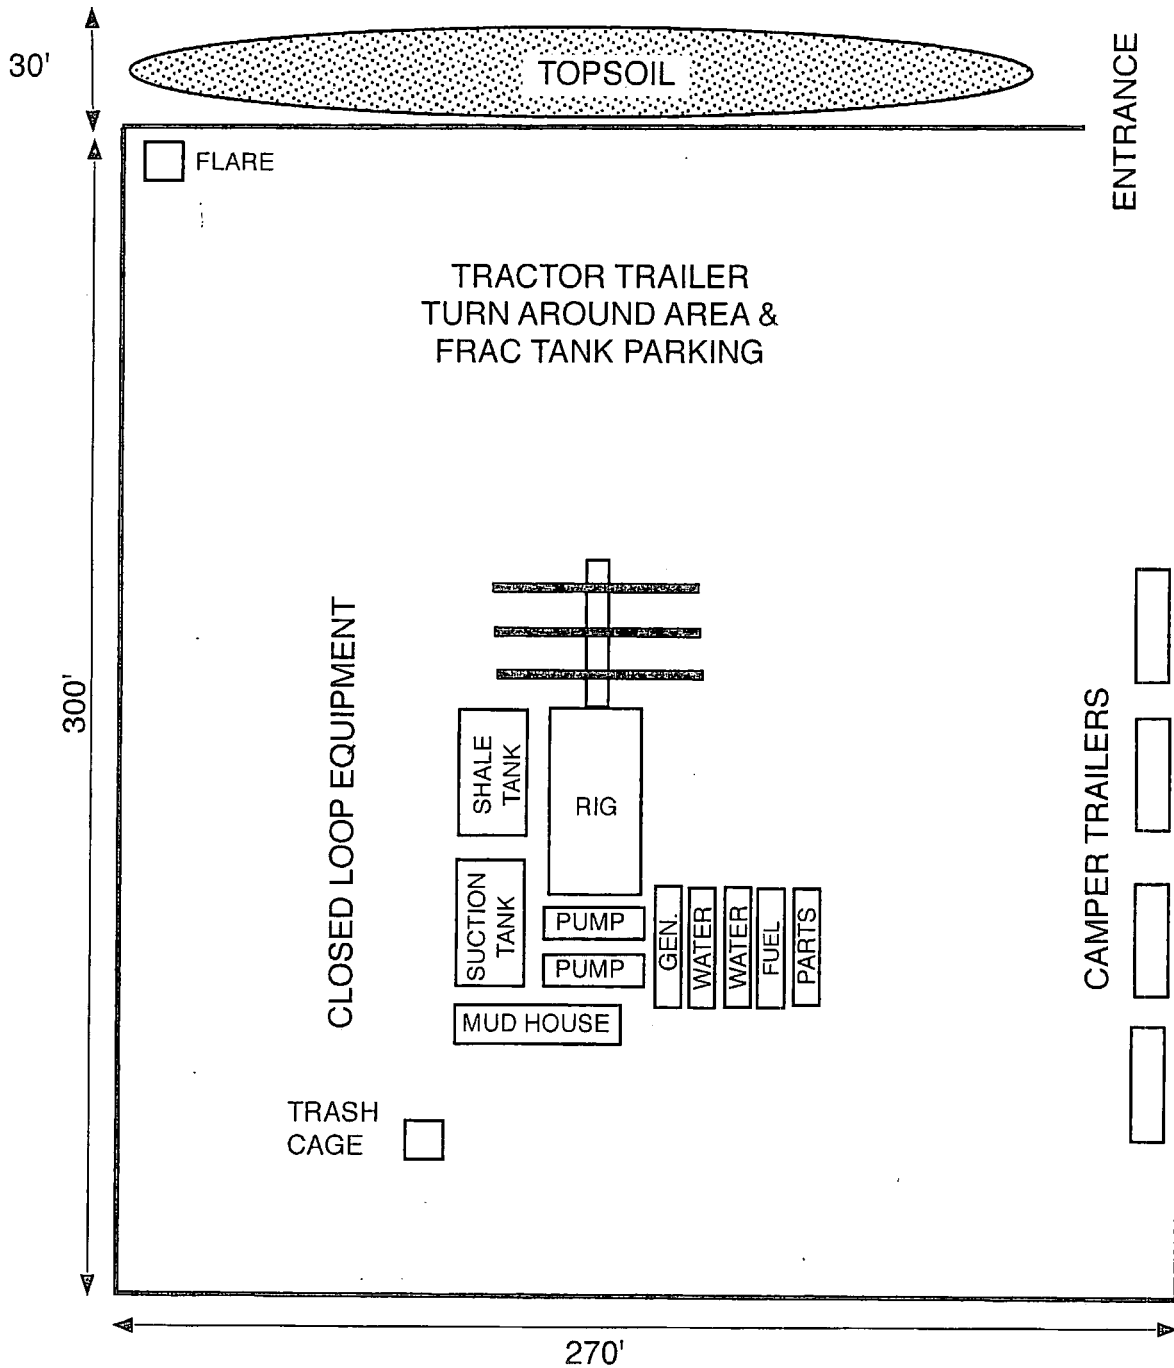 30'
TOPSOIL
ENTRANCE
FLARE
TRACTOR TRAILER
TURN AROUND AREA &
FRAC TANK PARKING
300'
CLOSED LOOP EQUIPMENT
SHALE
TANK
RIG
CAMPER TRAILERS
SUCTION
TANK
PUMP
PUMP
GEN.
WATER
WATER
FUEL
PARTS
MUD HOUSE
TRASH
CAGE
270'